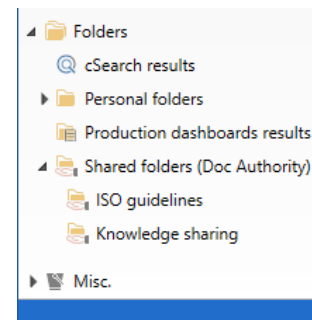 Folders
cSearch results
Personal folders
Production dashboards results
Shared folders (Doc Authority)
ISO guidelines
Knowledge sharing
Misc.